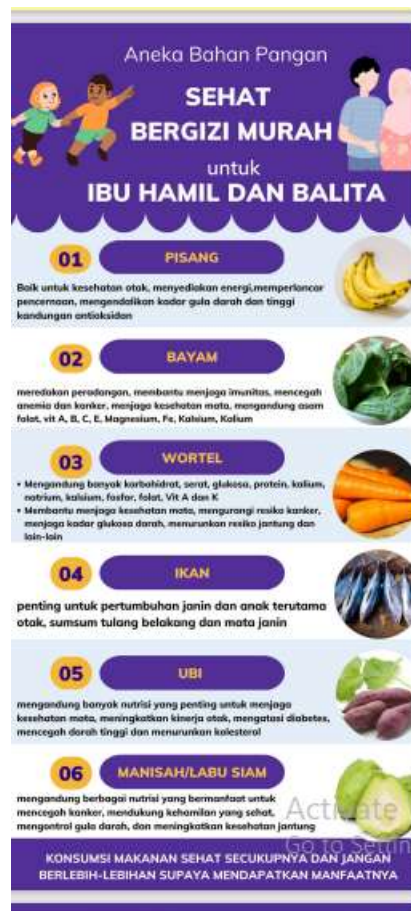 Aneka Bahan Pangan
SEHAT
BERGIZI MURAH
untuk
IBU HAMIL DAN BALITA
01 PISANG
Baik untuk kesehatan otak, menyediakan energi,memperlancar
pencernaan, mengendalikan kadar gula darah dan tinggi
kandungan antioksidan
02 BAYAM
meredakan peradangan, membantu menjaga imunitas, mencegah
anemia dan kanker, menjaga kesehatan mata, mengandung asam
folat, vit A, B, C, E, Magnesium, Fe, Kalsium, Kalium
03 WORTEL
• Mengandung banyak karbohidrat, serat, glukosa, protein, kalium,
natrium, kalsium, fosfor, folat, Vit A dan K
• Membantu menjaga kesehatan mata, mengurangi resiko kanker,
menjaga kadar glukosa darah, menurunkan resiko jantung dan
lain-lain
04 IKAN
penting untuk pertumbuhan janin dan anak terutama
otak, sumsum tulang belakang dan mata janin
05 UBI
mengandung banyak nutrisi yang penting untuk menjaga
kesehatan mata, meningkatkan kinerja otak, mengatasi diabetes,
mencegah darah tinggi dan menurunkan kolesterol
06 MANISAH/LABU SIAM
mengandung berbagai nutrisi yang bermanfaat untuk
mencegah kanker, mendukung kehamilan yang sehat,
mengontrol gula darah, dan meningkatkan kesehatan jantung
Activate
Go to Settin
KONSUMSI MAKANAN SEHAT SECUKUPNYA DAN JANGAN
BERLEBIH-LEBIHAN SUPAYA MENDAPATKAN MANFAATNYA